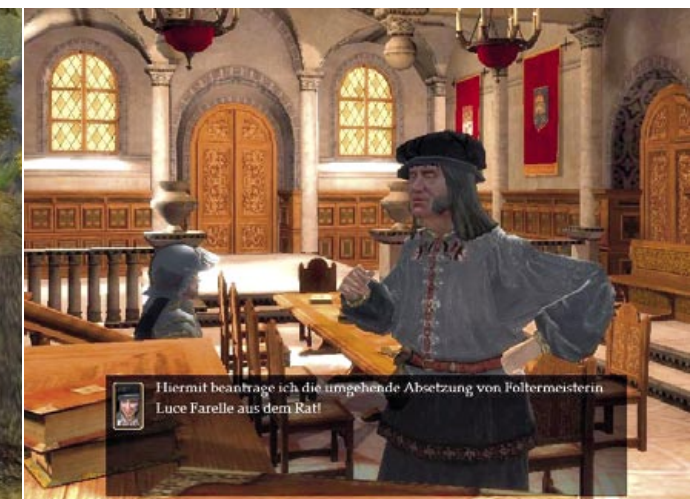 Hiermit beantrage ich die umgehende Absetzung von Foltermeisterin
Luce Farelle aus dem Rat!